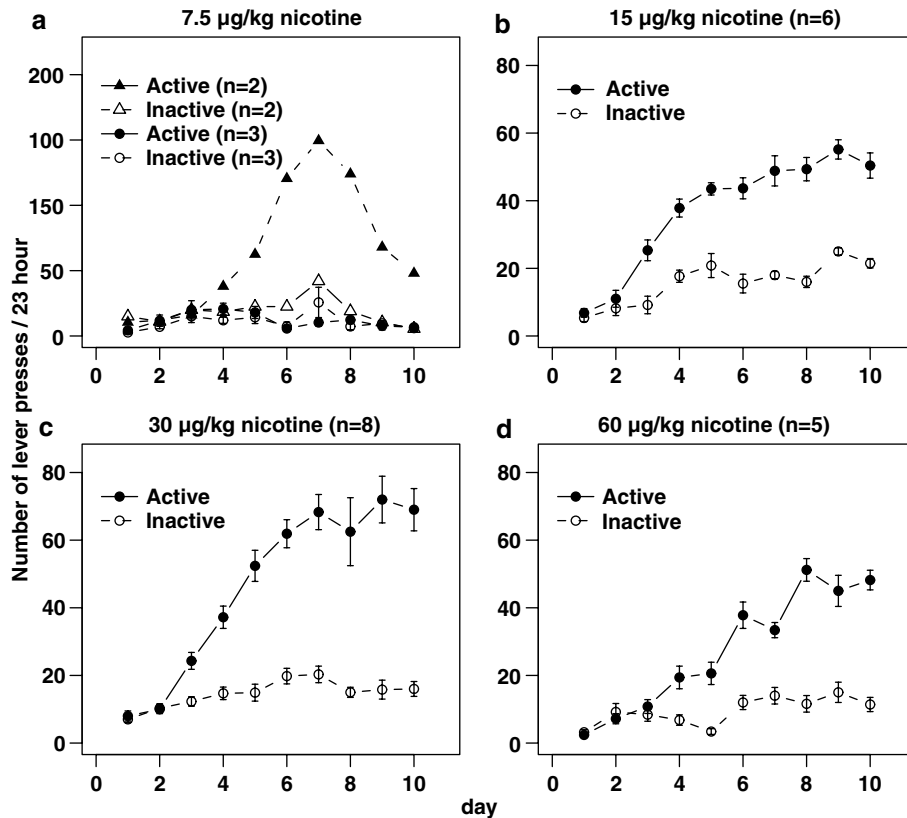 Number of lever presses / 23 hour
a
7.5 µg/kg nicotine
200
100
150
50
0
Active (n=2)
Inactive (n=2)
Active (n=3)
Inactive (n=3)
0 2 4 6 8 10
b
15 µg/kg nicotine (n=6)
80
60
40
20
0
Active
Inactive
0 2 4 6 8 10
c
30 µg/kg nicotine (n=8)
80
60
40
20
0
Active
Inactive
0 2 4 6 8 10
d
60 µg/kg nicotine (n=5)
80
60
40
20
0
Active
Inactive
0 2 4 6 8 10
day